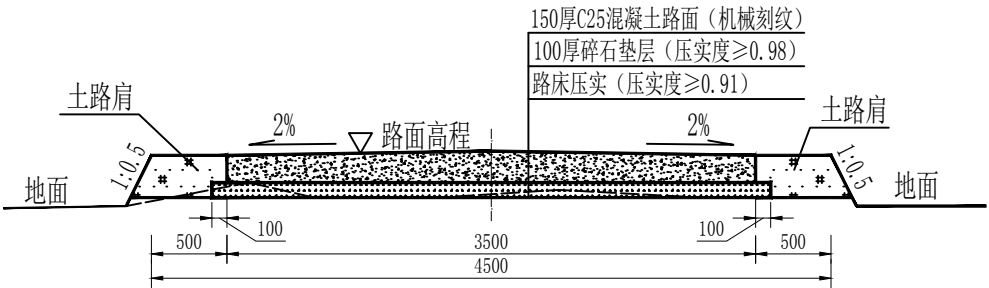 150厚C25混凝土路面（机械刻纹）
100厚碎石垫层（压实度≥0.98）
路床压实（压实度≥0.91）
土路肩
土路肩
2%
路面高程
2%
1:0.5
1:0.5
地面
地面
100
100
500
3500
500
4500